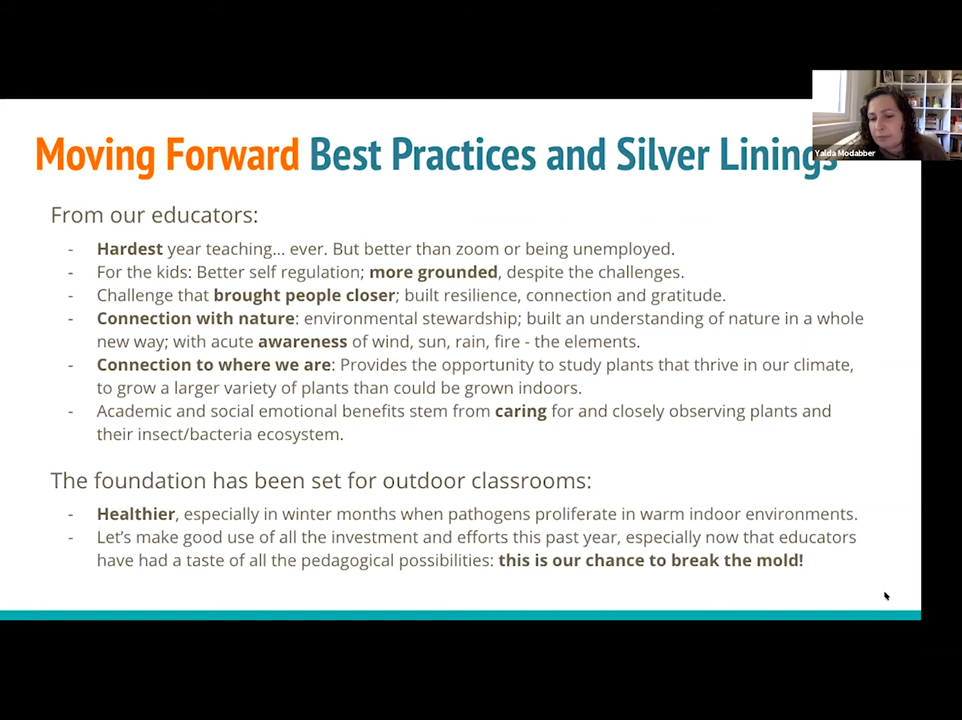 Moving Forward Best Practices and Silver Linings
Yalda Modabber
From our educators:
- Hardest year teaching... ever. But better than zoom or being unemployed.
- For the kids: Better self regulation; more grounded, despite the challenges.
- Challenge that brought people closer; built resilience, connection and gratitude.
- Connection with nature: environmental stewardship; built an understanding of nature in a whole
new way; with acute awareness of wind, sun, rain, fire - the elements.
- Connection to where we are: Provides the opportunity to study plants that thrive in our climate,
to grow a larger variety of plants than could be grown indoors.
- Academic and social emotional benefits stem from caring for and closely observing plants and
their insect/bacteria ecosystem.
The foundation has been set for outdoor classrooms:
- Healthier, especially in winter months when pathogens proliferate in warm indoor environments.
- Let's make good use of all the investment and efforts this past year, especially now that educators
have had a taste of all the pedagogical possibilities: this is our chance to break the mold!